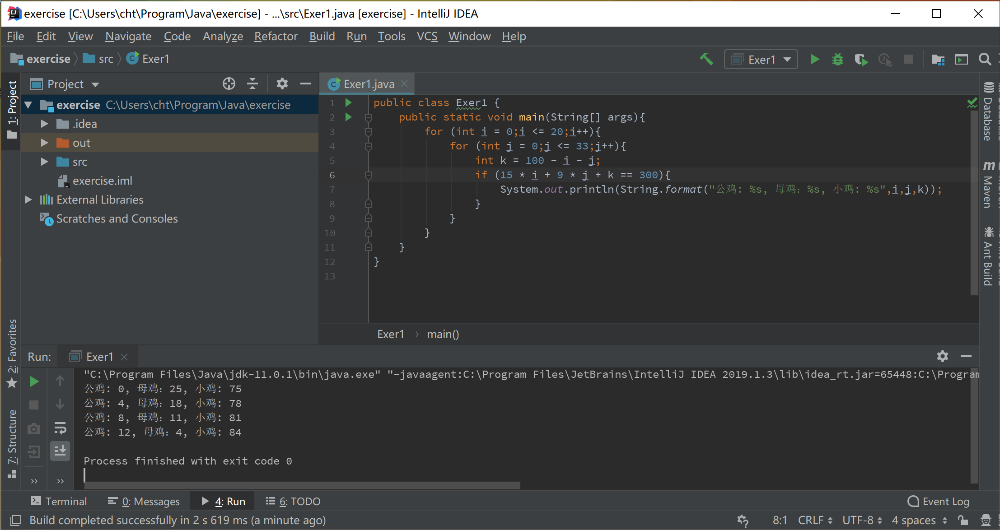 exercise [C:\Users\cht\Program\Java\exercise] - ...\src\Exer1.java [exercise] - IntelliJ IDEA
File Edit View Navigate Code Analyze Refactor Build Run Tools VCS Window Help
exercise src Exer1
Exer1
1: Project
Project
exercise C:\Users\cht\Program\Java\exercise
.idea
out
src
exercise.iml
External Libraries
Scratches and Consoles
Exer1.java
1 public class Exer1 {
2 public static void main(String[] args){
3 for (int i = 0;i <= 20;i++){
4 for (int j = 0;j <= 33;j++){
5 int k = 100 - i - j;
6 if (15 * i + 9 * j + k == 300){
7 System.out.println(String.format("公鸡: %s, 母鸡：%s, 小鸡: %s",i,j,k));
8 }
9 }
10 }
11 }
12 }
13
Exer1 › main()
Database
Maven
Ant Build
2: Favorites
7: Structure
Run: Exer1
"C:\Program Files\Java\jdk-11.0.1\bin\java.exe" "-javaagent:C:\Program Files\JetBrains\IntelliJ IDEA 2019.1.3\lib\idea_rt.jar=65448:C:\Program
公鸡: 0, 母鸡：25, 小鸡: 75
公鸡: 4, 母鸡：18, 小鸡: 78
公鸡: 8, 母鸡：11, 小鸡: 81
公鸡: 12, 母鸡：4, 小鸡: 84
Process finished with exit code 0
Terminal 0: Messages 4: Run 6: TODO Event Log
Build completed successfully in 2 s 619 ms (a minute ago) 8:1 CRLF UTF-8 4 spaces